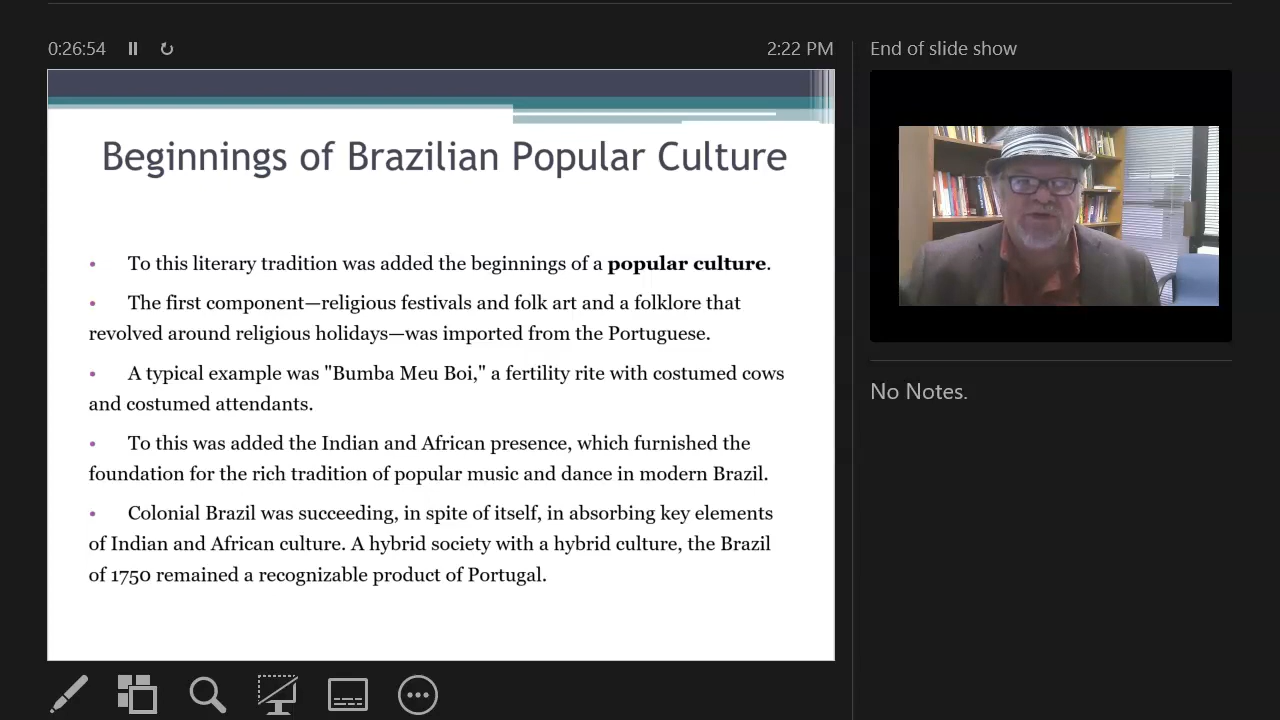 0:26:54
2:22 PM
End of slide show
Beginnings of Brazilian Popular Culture
• To this literary tradition was added the beginnings of a popular culture.
• The first component—religious festivals and folk art and a folklore that
revolved around religious holidays—was imported from the Portuguese.
• A typical example was "Bumba Meu Boi," a fertility rite with costumed cows
and costumed attendants.
• To this was added the Indian and African presence, which furnished the
foundation for the rich tradition of popular music and dance in modern Brazil.
• Colonial Brazil was succeeding, in spite of itself, in absorbing key elements
of Indian and African culture. A hybrid society with a hybrid culture, the Brazil
of 1750 remained a recognizable product of Portugal.
No Notes.